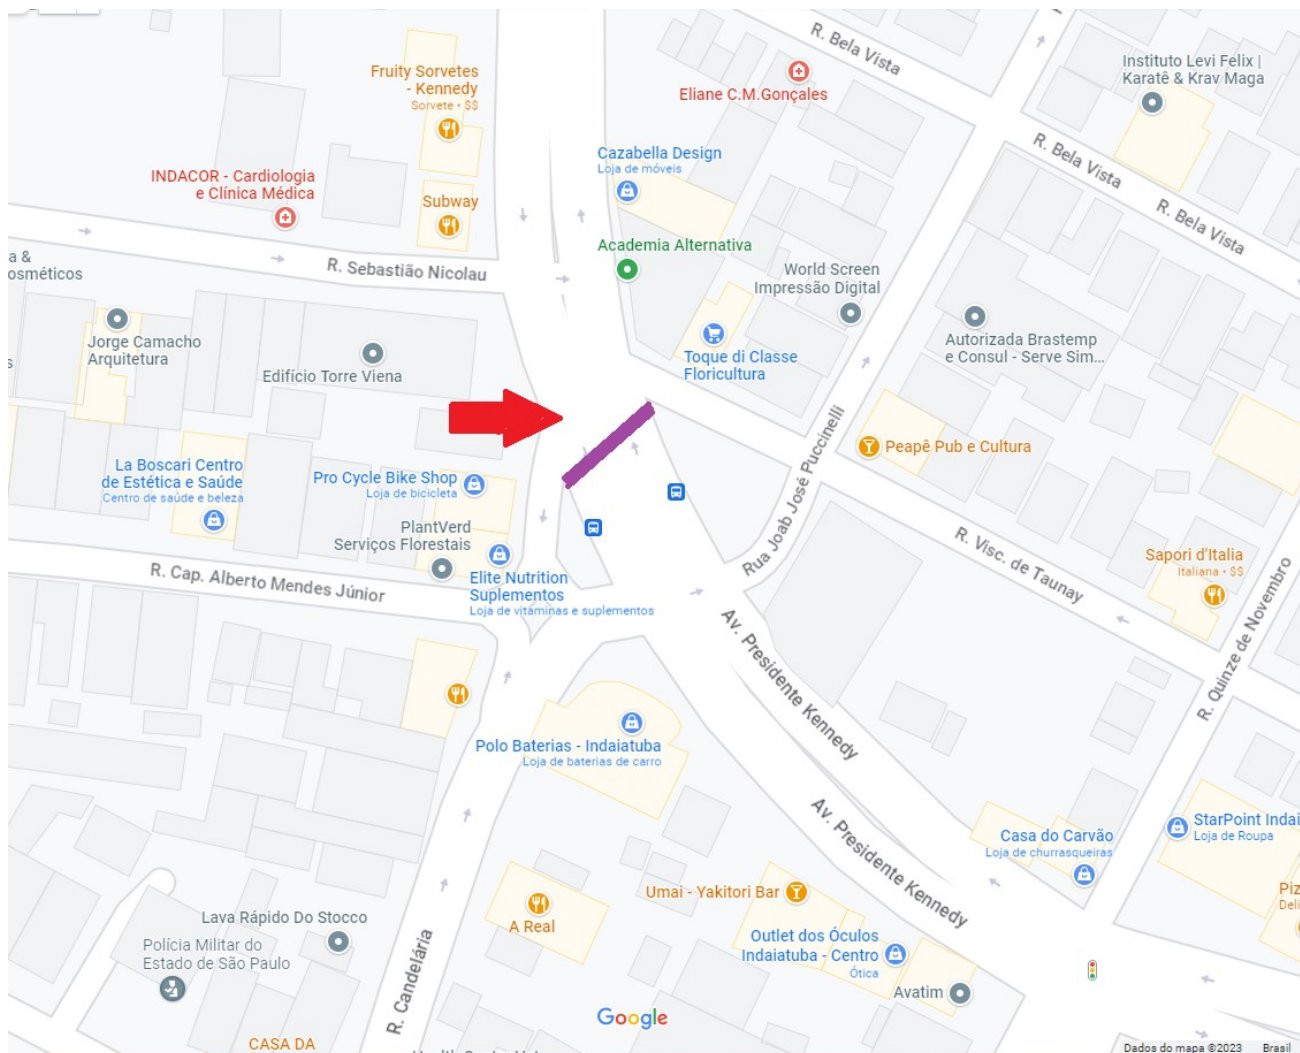 R. Bela Vista
Instituto Levi Felix |
Karatê & Krav Maga
Fruity Sorvetes
- Kennedy
Sorvete • $$
Eliane C.M.Gonçales
R. Bela Vista
Cazabella Design
Loja de móveis
INDACOR - Cardiologia
e Clínica Médica
Subway
R. Bela Vista
Academia Alternativa
a &
osméticos
R. Sebastião Nicolau
World Screen
Impressão Digital
Jorge Camacho
Arquitetura
Edifício Torre Viena
Toque di Classe
Floricultura
Autorizada Brastemp
e Consul - Serve Sim...
s
Rua Joab José Puccinelli
Peapê Pub e Cultura
La Boscari Centro
de Estética e Saúde
Centro de saúde e beleza
Pro Cycle Bike Shop
Loja de bicicleta
PlantVerd
Serviços Florestais
R. Visc. de Taunay
Sapori d'Italia
Italiana • $$
R. Cap. Alberto Mendes Júnior
Elite Nutrition
Suplementos
Loja de vitaminas e suplementos
R. Quinze de Novembro
Av. Presidente Kennedy
Polo Baterias - Indaiatuba
Loja de baterias de carro
Av. Presidente Kennedy
StarPoint Indai
Loja de Roupa
Casa do Carvão
Loja de churrasqueiras
Umai - Yakitori Bar
Piz
Deli
Lava Rápido Do Stocco
A Real
Polícia Militar do
Estado de São Paulo
R. Candelária
Outlet dos Óculos
Indaiatuba - Centro
Ótica
Avatim
Google
CASA DA
Dados do mapa ©2023 Brasil